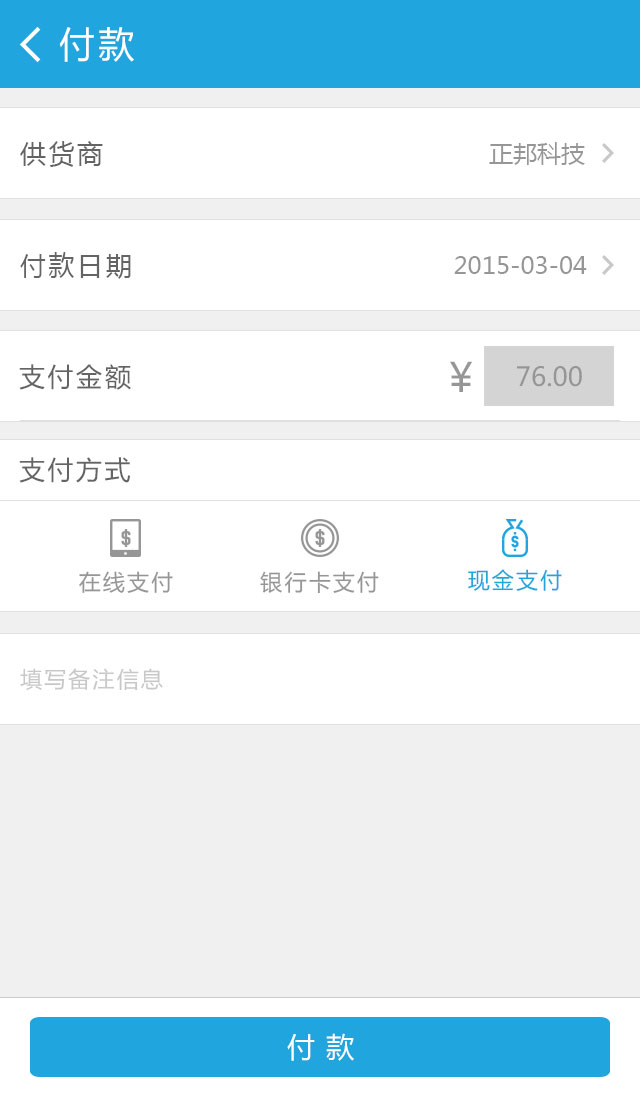 付款
供货商 正邦科技
付款日期 2015-03-04
支付金额 ¥ 76.00
支付方式
在线支付 银行卡支付 现金支付
填写备注信息
付 款